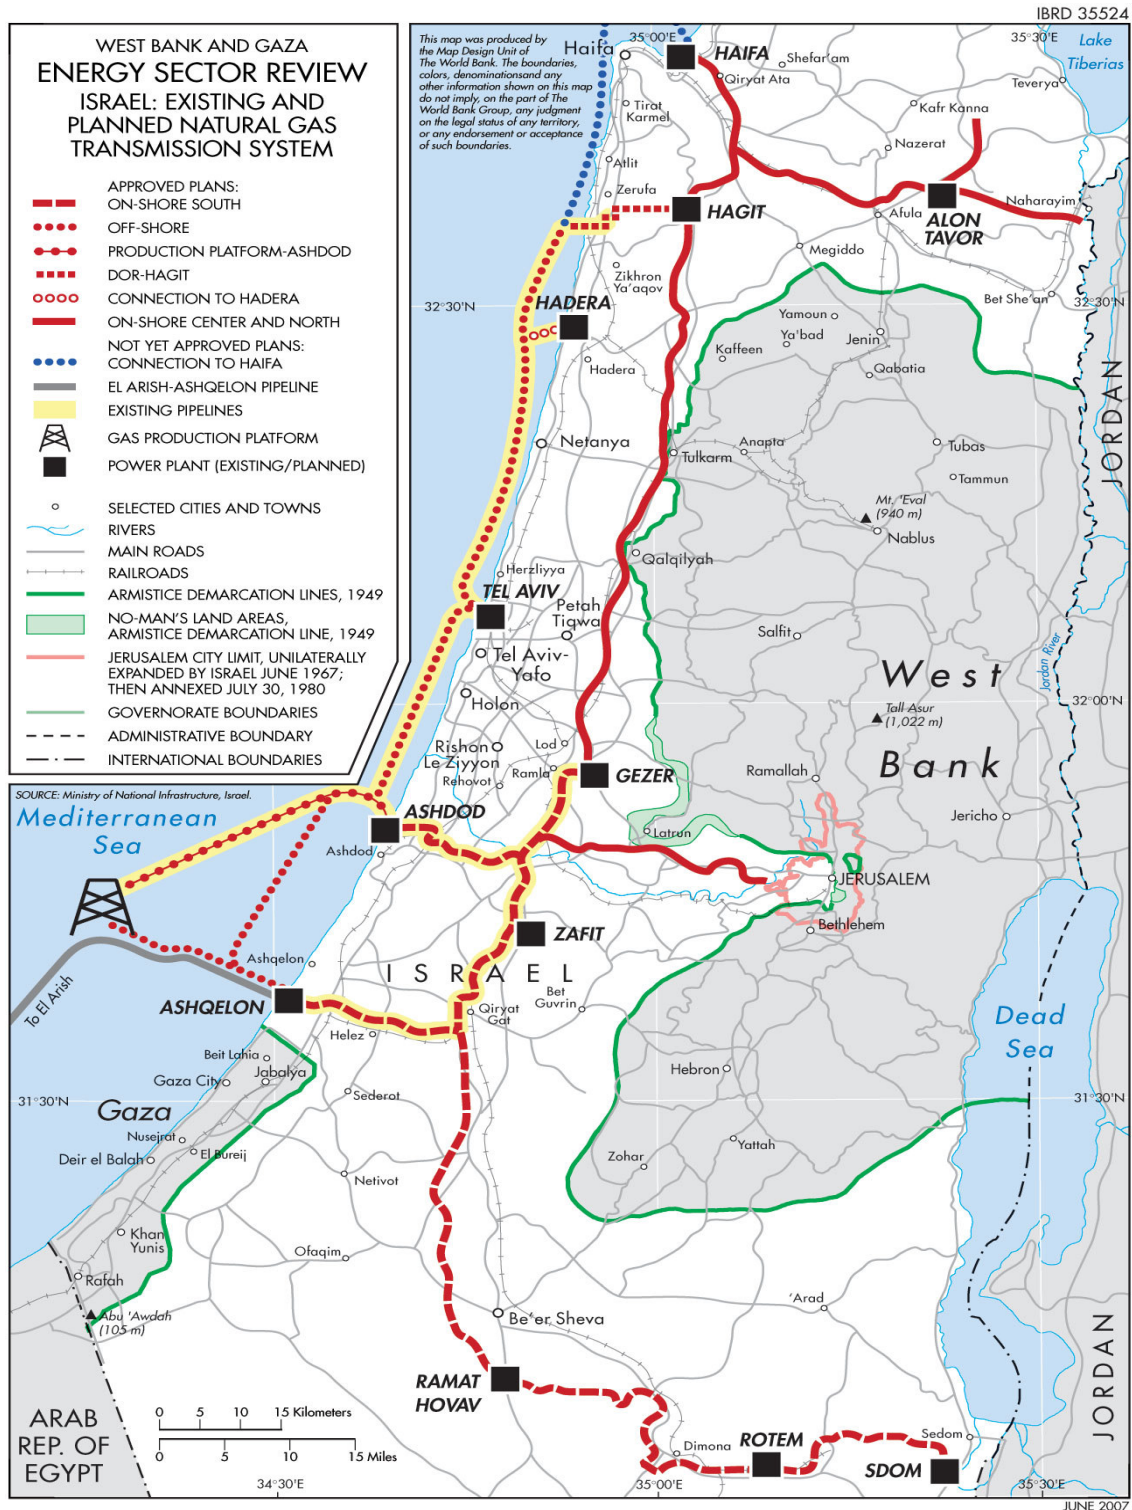 IBRD 35524
WEST BANK AND GAZA
ENERGY SECTOR REVIEW
ISRAEL: EXISTING AND
PLANNED NATURAL GAS
TRANSMISSION SYSTEM
APPROVED PLANS:
ON-SHORE SOUTH
OFF-SHORE
PRODUCTION PLATFORM-ASHDOD
DOR-HAGIT
CONNECTION TO HADERA
ON-SHORE CENTER AND NORTH
NOT YET APPROVED PLANS:
CONNECTION TO HAIFA
EL ARISH-ASHQELON PIPELINE
EXISTING PIPELINES
GAS PRODUCTION PLATFORM
POWER PLANT (EXISTING/PLANNED)
SELECTED CITIES AND TOWNS
RIVERS
MAIN ROADS
RAILROADS
ARMISTICE DEMARCATION LINES, 1949
NO-MAN'S LAND AREAS,
ARMISTICE DEMARCATION LINE, 1949
JERUSALEM CITY LIMIT, UNILATERALLY
EXPANDED BY ISRAEL JUNE 1967;
THEN ANNEXED JULY 30, 1980
GOVERNORATE BOUNDARIES
ADMINISTRATIVE BOUNDARY
INTERNATIONAL BOUNDARIES
This map was produced by
the Map Design Unit of
The World Bank. The boundaries,
colors, denominationsand any
other information shown on this map
do not imply, on the part of The
World Bank Group, any judgment
on the legal status of any territory,
or any endorsement or acceptance
of such boundaries.
35°00'E
35°30'E
Lake
Tiberias
Haifa
HAIFA
Shefar'am
Qiryat Ata
Teverya
Tirat
Karmel
Kafr Kanna
Nazerat
Atlit
Zerufa
HAGIT
Naharayim
Afula
ALON
TAVOR
Megiddo
Zikhron
Ya'aqov
Bet She'an
32°30'N
HADERA
32°30'N
Yamoun
Ya'bad
Jenin
Kaffeen
Hadera
Qabatia
JORDAN
Netanya
Anapta
Tulkarm
Tubas
Tammun
Mt. 'Eval
(940 m)
Nablus
Qalqilyah
Herzliyya
TEL AVIV
Petah
Tiqwa
Salfit
Tel Aviv-
Yafo
Jordan River
West
Holon
32°00'N
Tall Asur
(1,022 m)
Rishon
Le Ziyyon
Lod
Ramla
Rehovot
GEZER
Ramallah
Bank
SOURCE: Ministry of National Infrastructure, Israel.
Mediterranean
Sea
ASHDOD
Jericho
Latrun
Ashdod
JERUSALEM
Bethlehem
ZAFIT
Ashqelon
ISRAEL
To El Arish
ASHQELON
Bet
Guvrin
Qiryat
Gat
Dead
Sea
Helez
Beit Lahia
Jabalya
Gaza City
Hebron
31°30'N
Sederot
31°30'N
Gaza
Nusejrat
El Bureij
Yattah
Deir el Balah
Zohar
Netivot
Khan
Yunis
Ofaqim
Rafah
'Arad
Abu 'Awdah
(105 m)
Be'er Sheva
JORDAN
RAMAT
HOVAV
ARAB
REP. OF
EGYPT
0 5 10 15 Kilometers
0 5 10 15 Miles
Dimona
ROTEM
Sedom
SDOM
34°30'E
35°00'E
35°30'E
JUNE 2007